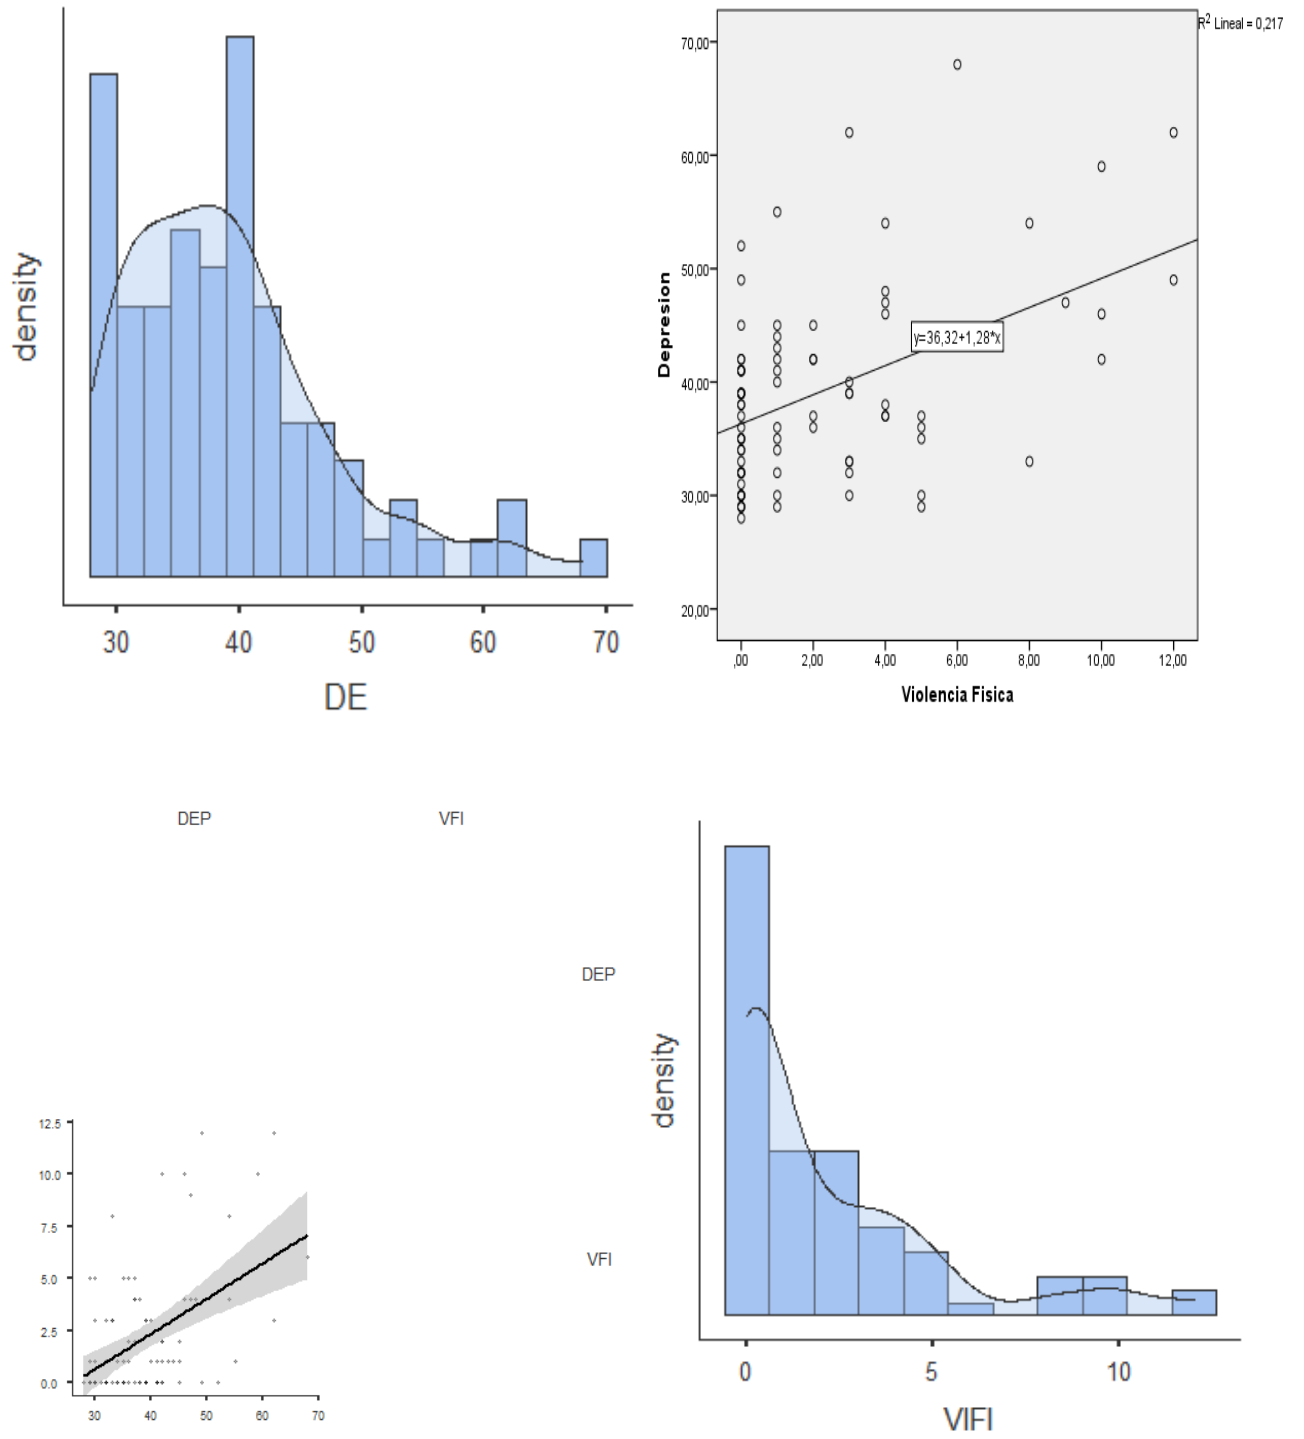 density
30 40 50 60 70
DE
R² Lineal = 0,217
70,00
60,00
50,00
40,00
30,00
20,00
Depresion
y=36,32+1,28*x
,00 2,00 4,00 6,00 8,00 10,00 12,00
Violencia Fisica
DEP VFI
DEP
VFI
12.5
10.0
7.5
5.0
2.5
0.0
30 40 50 60 70
density
0 5 10
VIFI